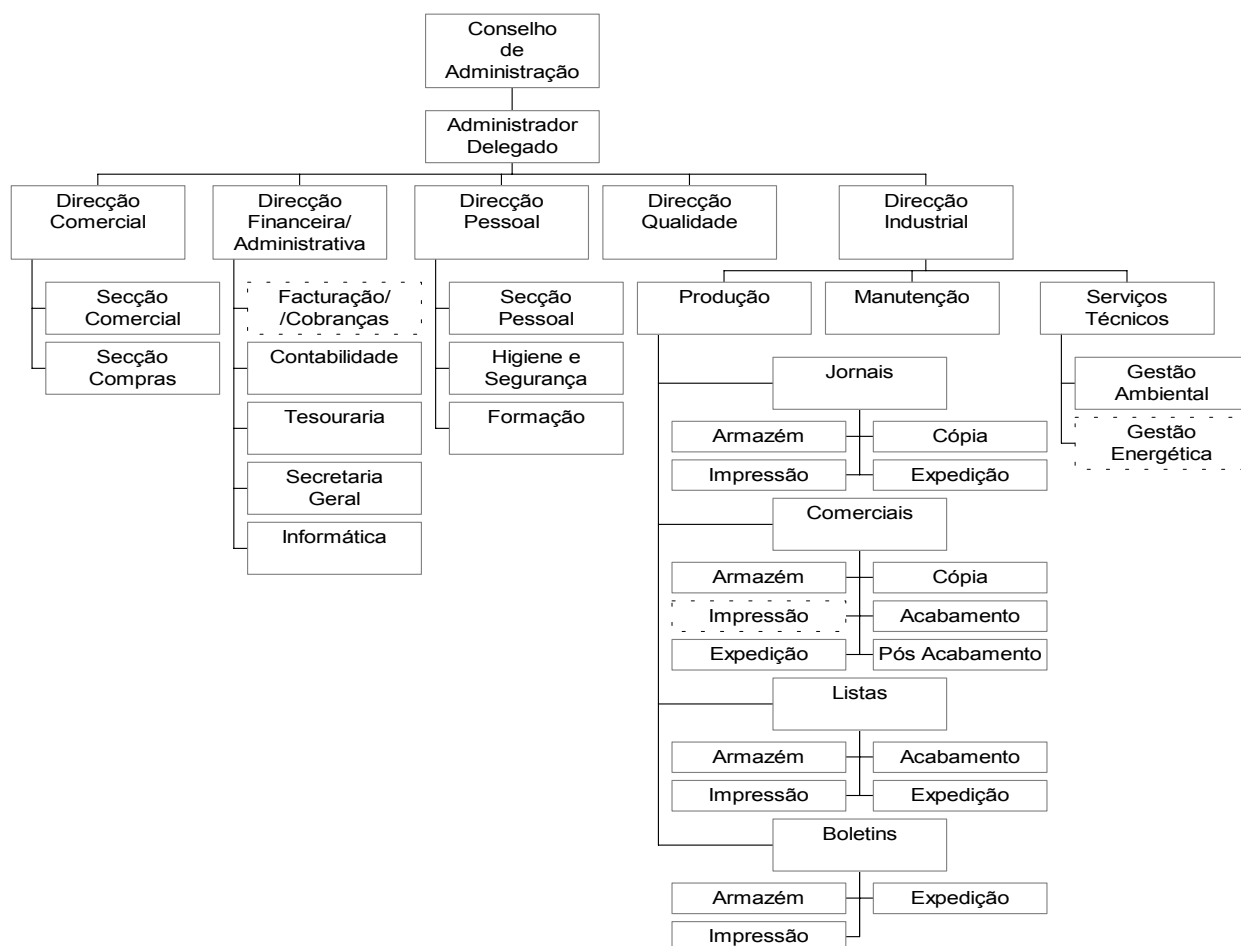 Conselho
de
Administração
Administrador
Delegado
Direcção
Comercial
Direcção
Financeira/
Administrativa
Direcção
Pessoal
Direcção
Qualidade
Direcção
Industrial
Secção
Comercial
Secção
Compras
Facturação/
/Cobranças
Contabilidade
Tesouraria
Secretaria
Geral
Informática
Secção
Pessoal
Higiene e
Segurança
Formação
Produção
Manutenção
Serviços
Técnicos
Jornais
Armazém
Cópia
Impressão
Expedição
Comerciais
Armazém
Cópia
Impressão
Acabamento
Expedição
Pós Acabamento
Listas
Armazém
Acabamento
Impressão
Expedição
Boletins
Armazém
Expedição
Impressão
Gestão
Ambiental
Gestão
Energética